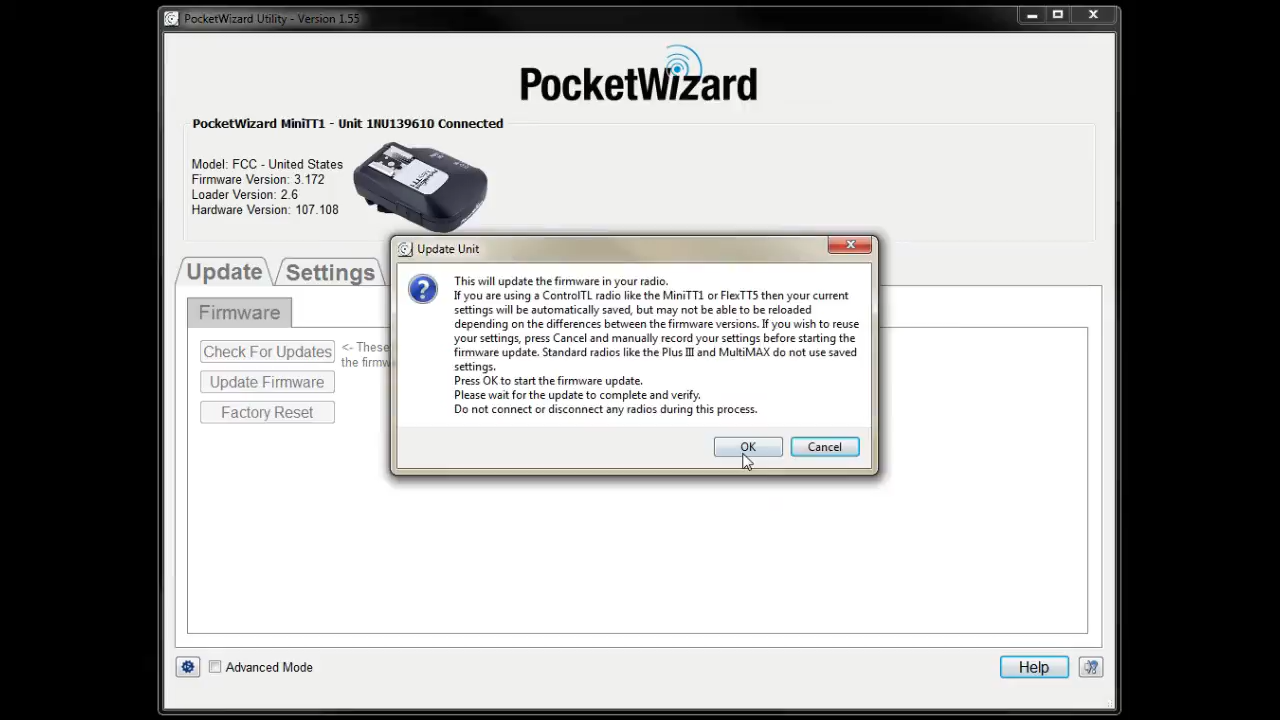 PocketWizard Utility - Version 1.55
PocketWizard
PocketWizard MiniTT1 - Unit 1NU139610 Connected
Model: FCC - United States
Firmware Version: 3.172
Loader Version: 2.6
Hardware Version: 107.108
Update Settings
Firmware
Check For Updates
<- These
the firmw
Update Firmware
Factory Reset
Update Unit
This will update the firmware in your radio.
If you are using a ControlTL radio like the MiniTT1 or FlexTT5 then your current
settings will be automatically saved, but may not be able to be reloaded
depending on the differences between the firmware versions. If you wish to reuse
your settings, press Cancel and manually record your settings before starting the
firmware update. Standard radios like the Plus III and MultiMAX do not use saved
settings.
Press OK to start the firmware update.
Please wait for the update to complete and verify.
Do not connect or disconnect any radios during this process.
OK Cancel
Advanced Mode
Help